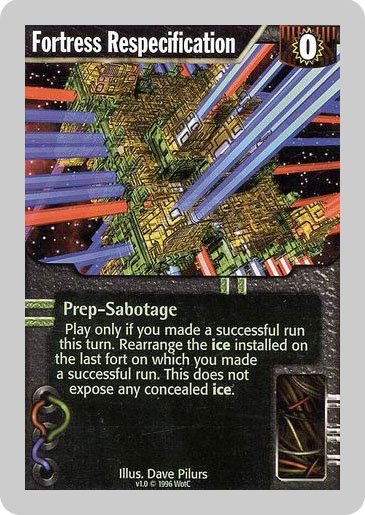 Fortress Respecification
0
Prep-Sabotage
Play only if you made a successful run
this turn. Rearrange the ice installed on
the last fort on which you made
a successful run. This does not
expose any concealed ice.
Illus. Dave Pilurs
v1.0 © 1996 WotC